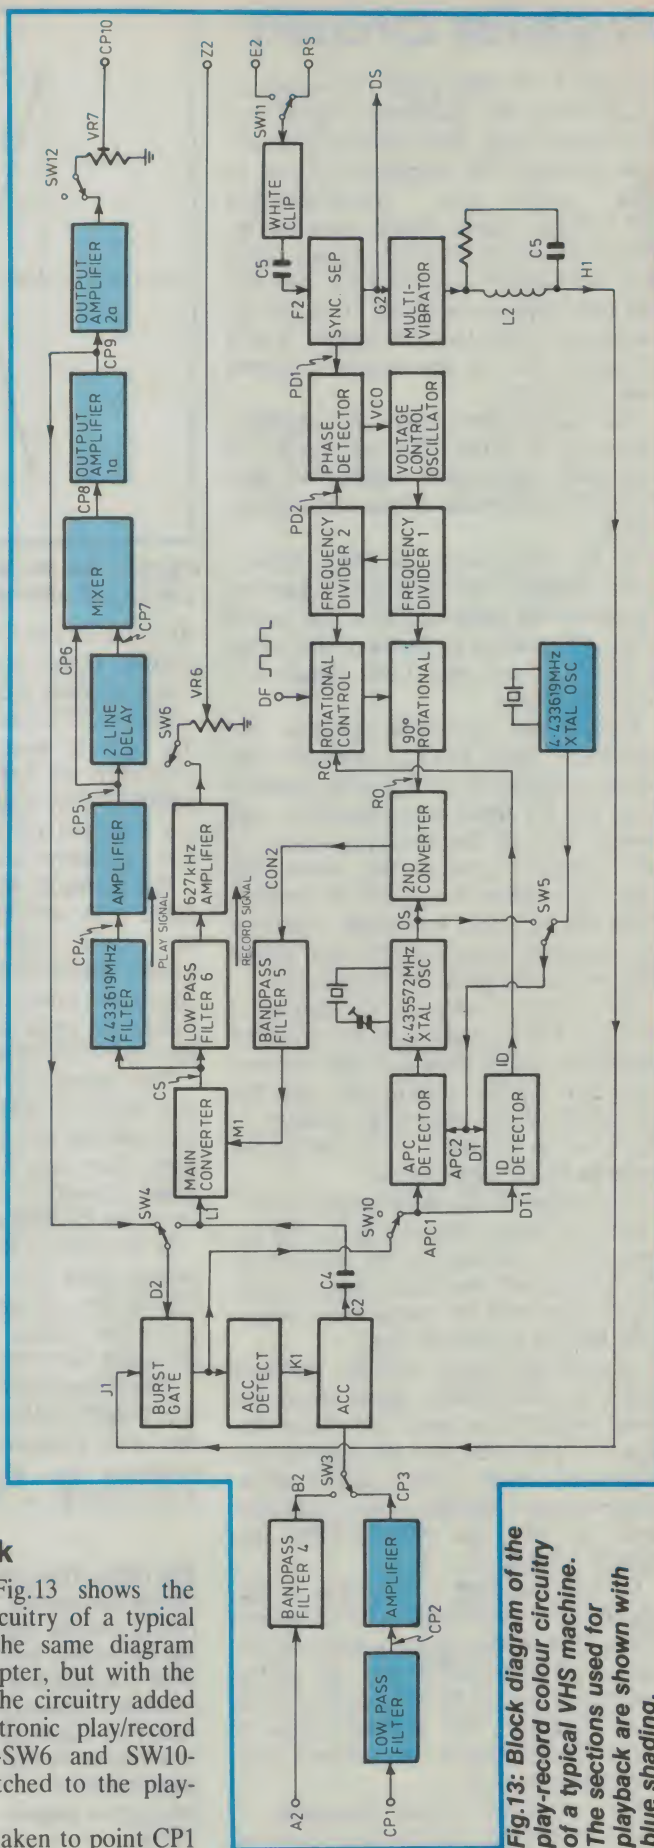 CP10
VR7
SW12
OUTPUT
AMPLIFIER
2a
CP9
OUTPUT
AMPLIFIER
1a
CP8
MIXER
CP7
CP6
2 LINE
DELAY
CP5
AMPLIFIER
CP4
4·433619MHz
FILTER
PLAY SIGNAL
Z2
VR6
SW6
627kHz
AMPLIFIER
LOW PASS
FILTER 6
RECORD SIGNAL
CS
MAIN
CONVERTER
L1
M1
SW4
D2
J1
BURST
GATE
ACC
DETECT
K1
ACC
C2
C4
E2
RS
SW11
WHITE
CLIP
C5
F2
SYNC. SEP
DS
G2
MULTI-
VIBRATOR
L2
C5
H1
PD1
PHASE
DETECTOR
VCO
VOLTAGE
CONTROL
OSCILLATOR
PD2
FREQUENCY
DIVIDER 2
FREQUENCY
DIVIDER 1
DF
ROTATIONAL
CONTROL
RC
90°
ROTATIONAL
RO
CON2
2ND
CONVERTER
BANDPASS
FILTER 5
OS
4·435572MHz
XTAL OSC
4·433619MHz
XTAL OSC
SW5
APC
DETECTOR
APC2
DT
ID
ID
DETECTOR
DT1
SW10
APC1
SW3
B2
BANDPASS
FILTER 4
A2
CP3
AMPLIFIER
CP2
LOW PASS
FILTER
CP1
k
Fig.13 shows the
cuitry of a typical
he same diagram
pter, but with the
he circuitry added
tronic play/record
-SW6 and SW10-
tched to the play-
aken to point CP1
Fig.13: Block diagram of the
play-record colour circuitry
of a typical VHS machine.
The sections used for
playback are shown with
blue shading.